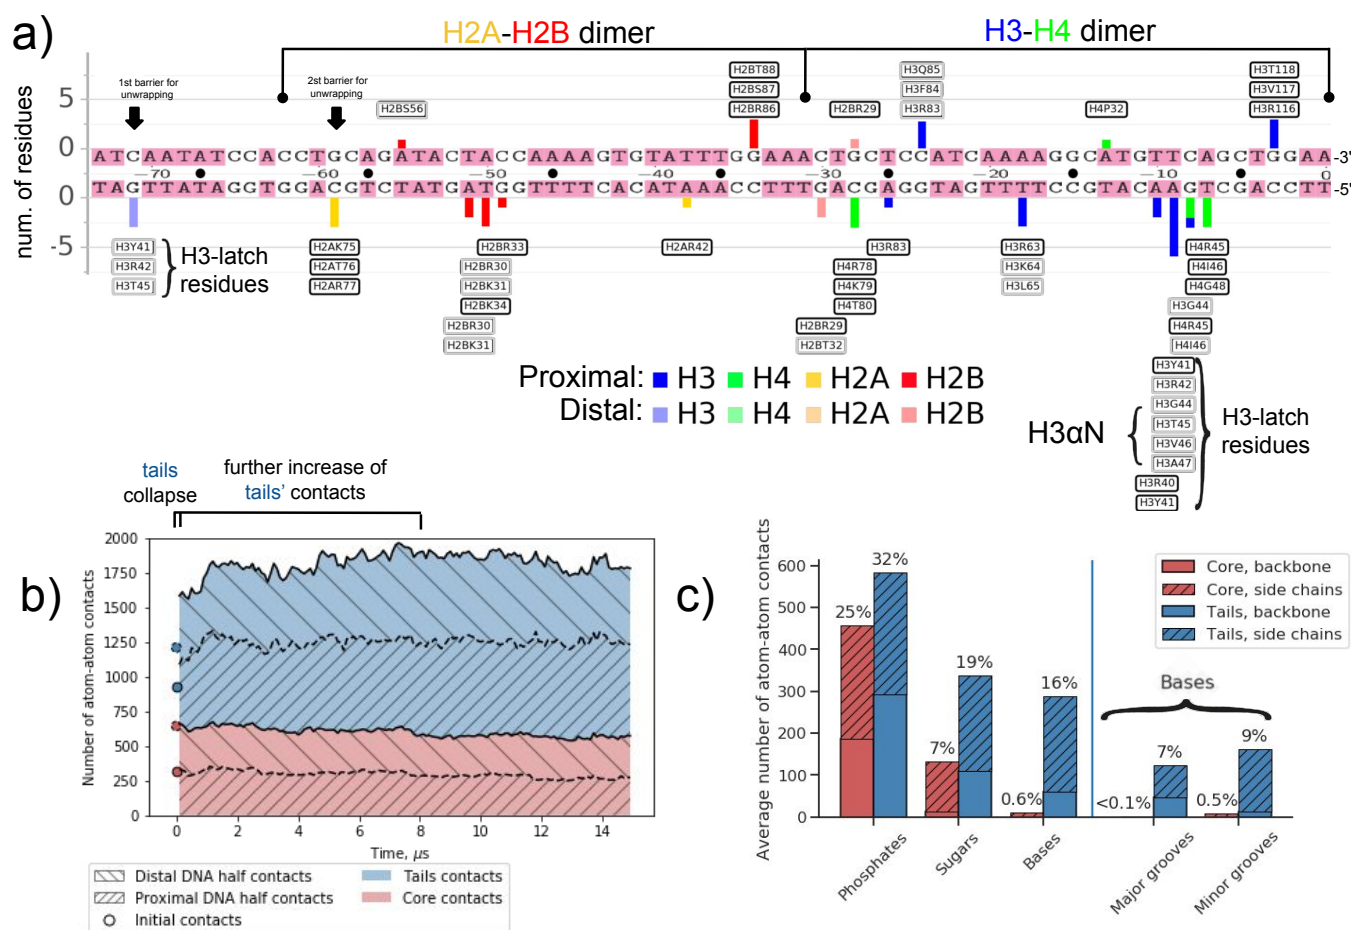 a)
H2A-H2B dimer
H3-H4 dimer
1st barrier for
unwrapping
2st barrier for
unwrapping
H2BS56
H2BT88
H2BS87
H2BR86
H2BR29
H3Q85
H3F84
H3R83
H4P32
H3T118
H3V117
H3R116
num. of residues
5
0
0
-5
ATCAATATCCACCTGCAGATACTACCAAAAGTGTATTTGGAAACTGCTCCATCAAAAGGCATGTTCAGCTGGAA -3'
−70 −60 −50 −40 −30 −20 −10 0
TAGTTATAGGTGGACGTCTATGATGGTTTTCACATAAACCTTTGACGAGGTAGTTTTCCGTACAAGTCGACCTT -5'
H3Y41
H3R42
H3T45
H3-latch
residues
H2AK75
H2AT76
H2AR77
H2BR33
H2BR30
H2BK31
H2BK34
H2BR30
H2BK31
H2AR42
H3R83
H4R78
H4K79
H4T80
H2BR29
H2BT32
H3R63
H3K64
H3L65
H4R45
H4I46
H4G48
H3G44
H4R45
H4I46
H3Y41
H3R42
H3G44
H3T45
H3V46
H3A47
H3R40
H3Y41
H3αN
H3-latch
residues
Proximal: H3 H4 H2A H2B
Distal: H3 H4 H2A H2B
b)
tails
collapse
further increase of
tails' contacts
Number of atom-atom contacts
2000
1750
1500
1250
1000
750
500
250
0
0 2 4 6 8 10 12 14
Time, μs
Distal DNA half contacts
Proximal DNA half contacts
Initial contacts
Tails contacts
Core contacts
c)
Average number of atom-atom contacts
600
500
400
300
200
100
0
25%
32%
7%
19%
0.6%
16%
<0.1%
7%
0.5%
9%
Bases
Core, backbone
Core, side chains
Tails, backbone
Tails, side chains
Phosphates
Sugars
Bases
Major grooves
Minor grooves